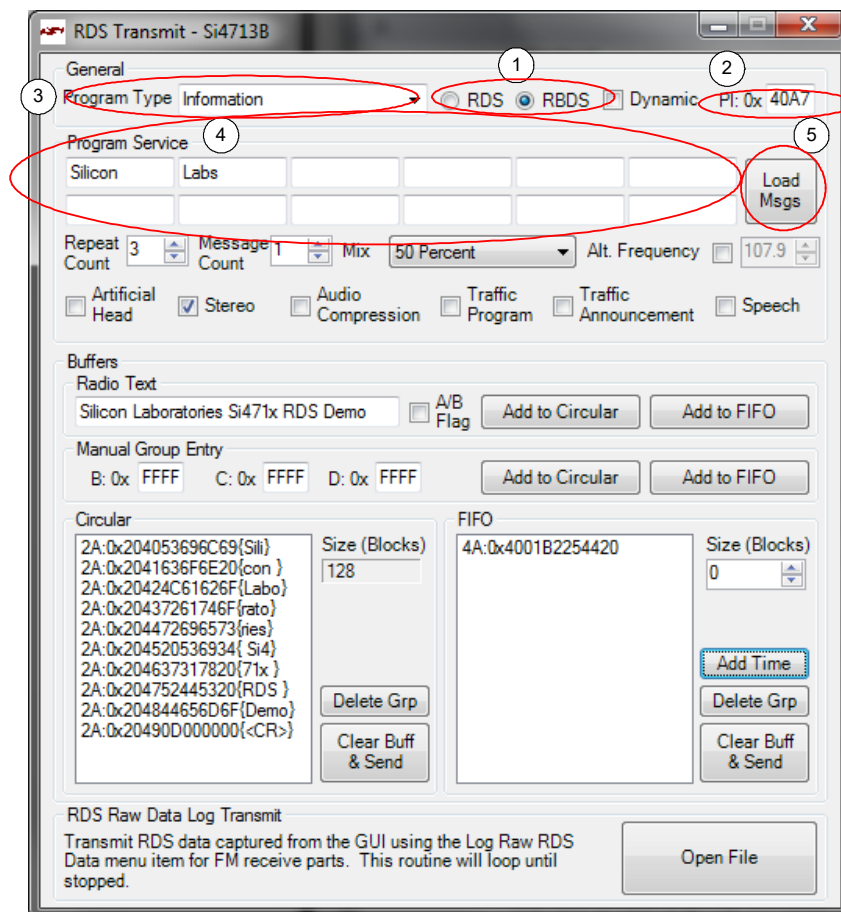 RDS Transmit - Si4713B
General
1
2
3
Program Type Information RDS RBDS Dynamic PI: 0x 40A7
Program Service
4
5
Silicon Labs
Load
Msgs
Repeat
Count 3 Message
Count 1 Mix 50 Percent Alt. Frequency 107.9
Artificial
Head Stereo Audio
Compression Traffic
Program Traffic
Announcement Speech
Buffers
Radio Text
Silicon Laboratories Si471x RDS Demo A/B
Flag Add to Circular Add to FIFO
Manual Group Entry
B: 0x FFFF C: 0x FFFF D: 0x FFFF Add to Circular Add to FIFO
Circular
2A:0x204053696C69{Sili}
2A:0x2041636F6E20{con }
2A:0x20424C61626F{Labo}
2A:0x20437261746F{rato}
2A:0x204472696573{ries}
2A:0x204520536934{ Si4}
2A:0x204637317820{71x }
2A:0x204752445320{RDS }
2A:0x204844656D6F{Demo}
2A:0x20490D000000{<CR>}
Size (Blocks)
128
Delete Grp
Clear Buff
& Send
FIFO
4A:0x4001B2254420
Size (Blocks)
0
Add Time
Delete Grp
Clear Buff
& Send
RDS Raw Data Log Transmit
Transmit RDS data captured from the GUI using the Log Raw RDS
Data menu item for FM receive parts. This routine will loop until
stopped.
Open File